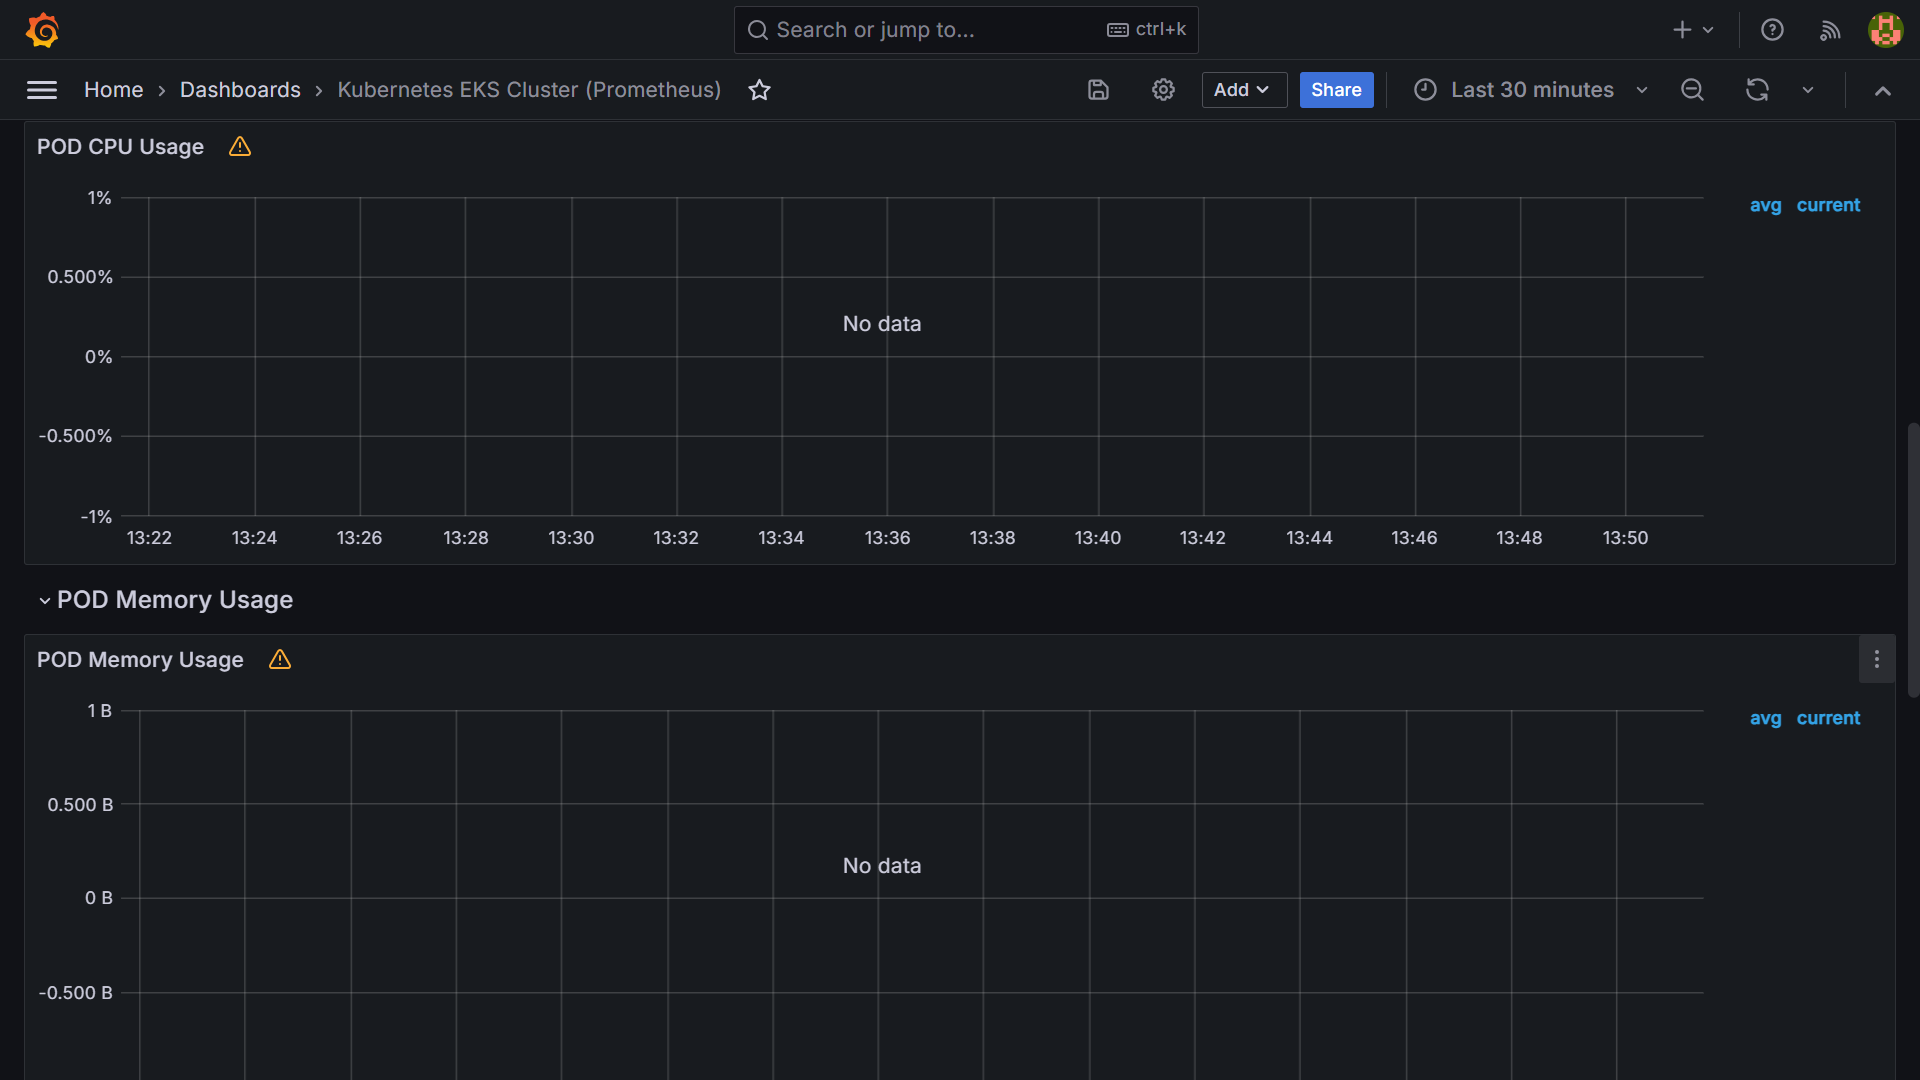 Search or jump to...
ctrl+k
Home
Dashboards
Kubernetes EKS Cluster (Prometheus)
Add
Share
Last 30 minutes
POD CPU Usage
1%
0.500%
0%
-0.500%
-1%
No data
avg current
13:22 13:24 13:26 13:28 13:30 13:32 13:34 13:36 13:38 13:40 13:42 13:44 13:46 13:48 13:50
POD Memory Usage
POD Memory Usage
1 B
0.500 B
0 B
-0.500 B
No data
avg current